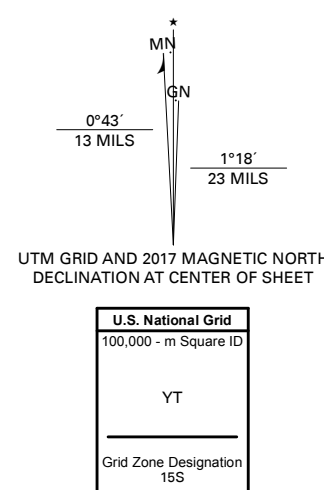 ★
MN
GN
0°43´
13 MILS
1°18´
23 MILS
UTM GRID AND 2017 MAGNETIC NORTH
DECLINATION AT CENTER OF SHEET
U.S. National Grid
100,000 - m Square ID
YT
Grid Zone Designation
15S